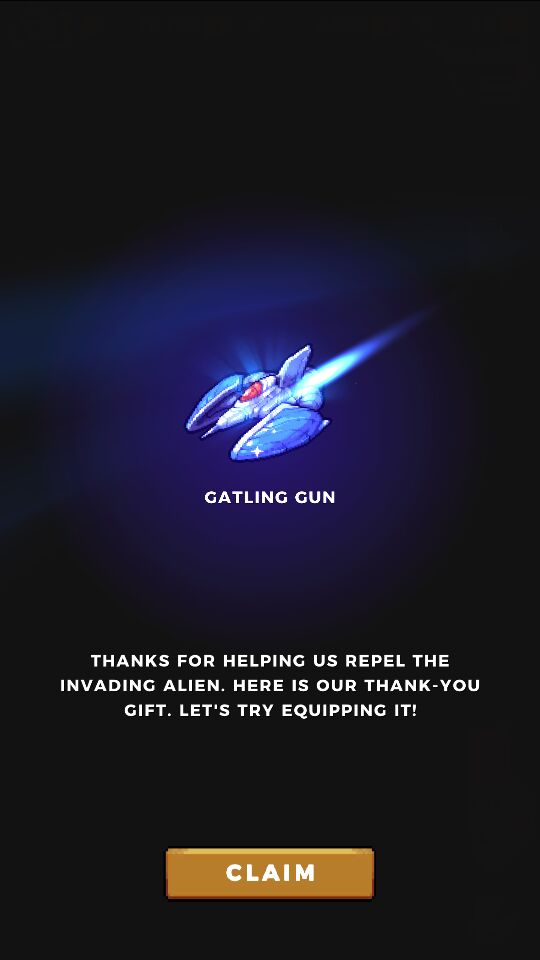 GATLING GUN
THANKS FOR HELPING US REPEL THE
INVADING ALIEN. HERE IS OUR THANK-YOU
GIFT. LET'S TRY EQUIPPING IT!
CLAIM